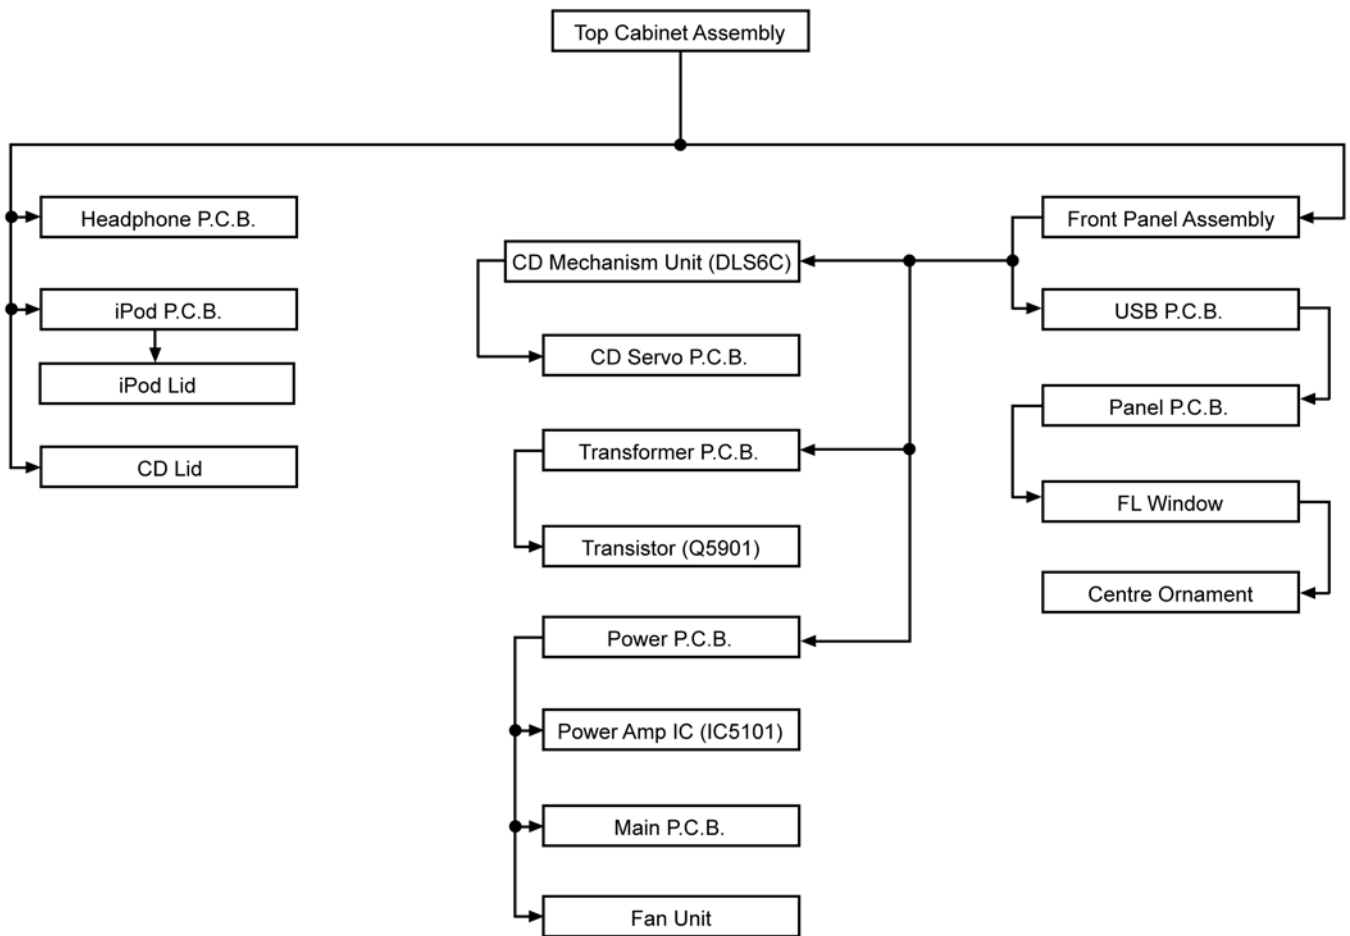 Top Cabinet Assembly
Headphone P.C.B.
iPod P.C.B.
iPod Lid
CD Lid
CD Mechanism Unit (DLS6C)
CD Servo P.C.B.
Transformer P.C.B.
Transistor (Q5901)
Power P.C.B.
Power Amp IC (IC5101)
Main P.C.B.
Fan Unit
Front Panel Assembly
USB P.C.B.
Panel P.C.B.
FL Window
Centre Ornament